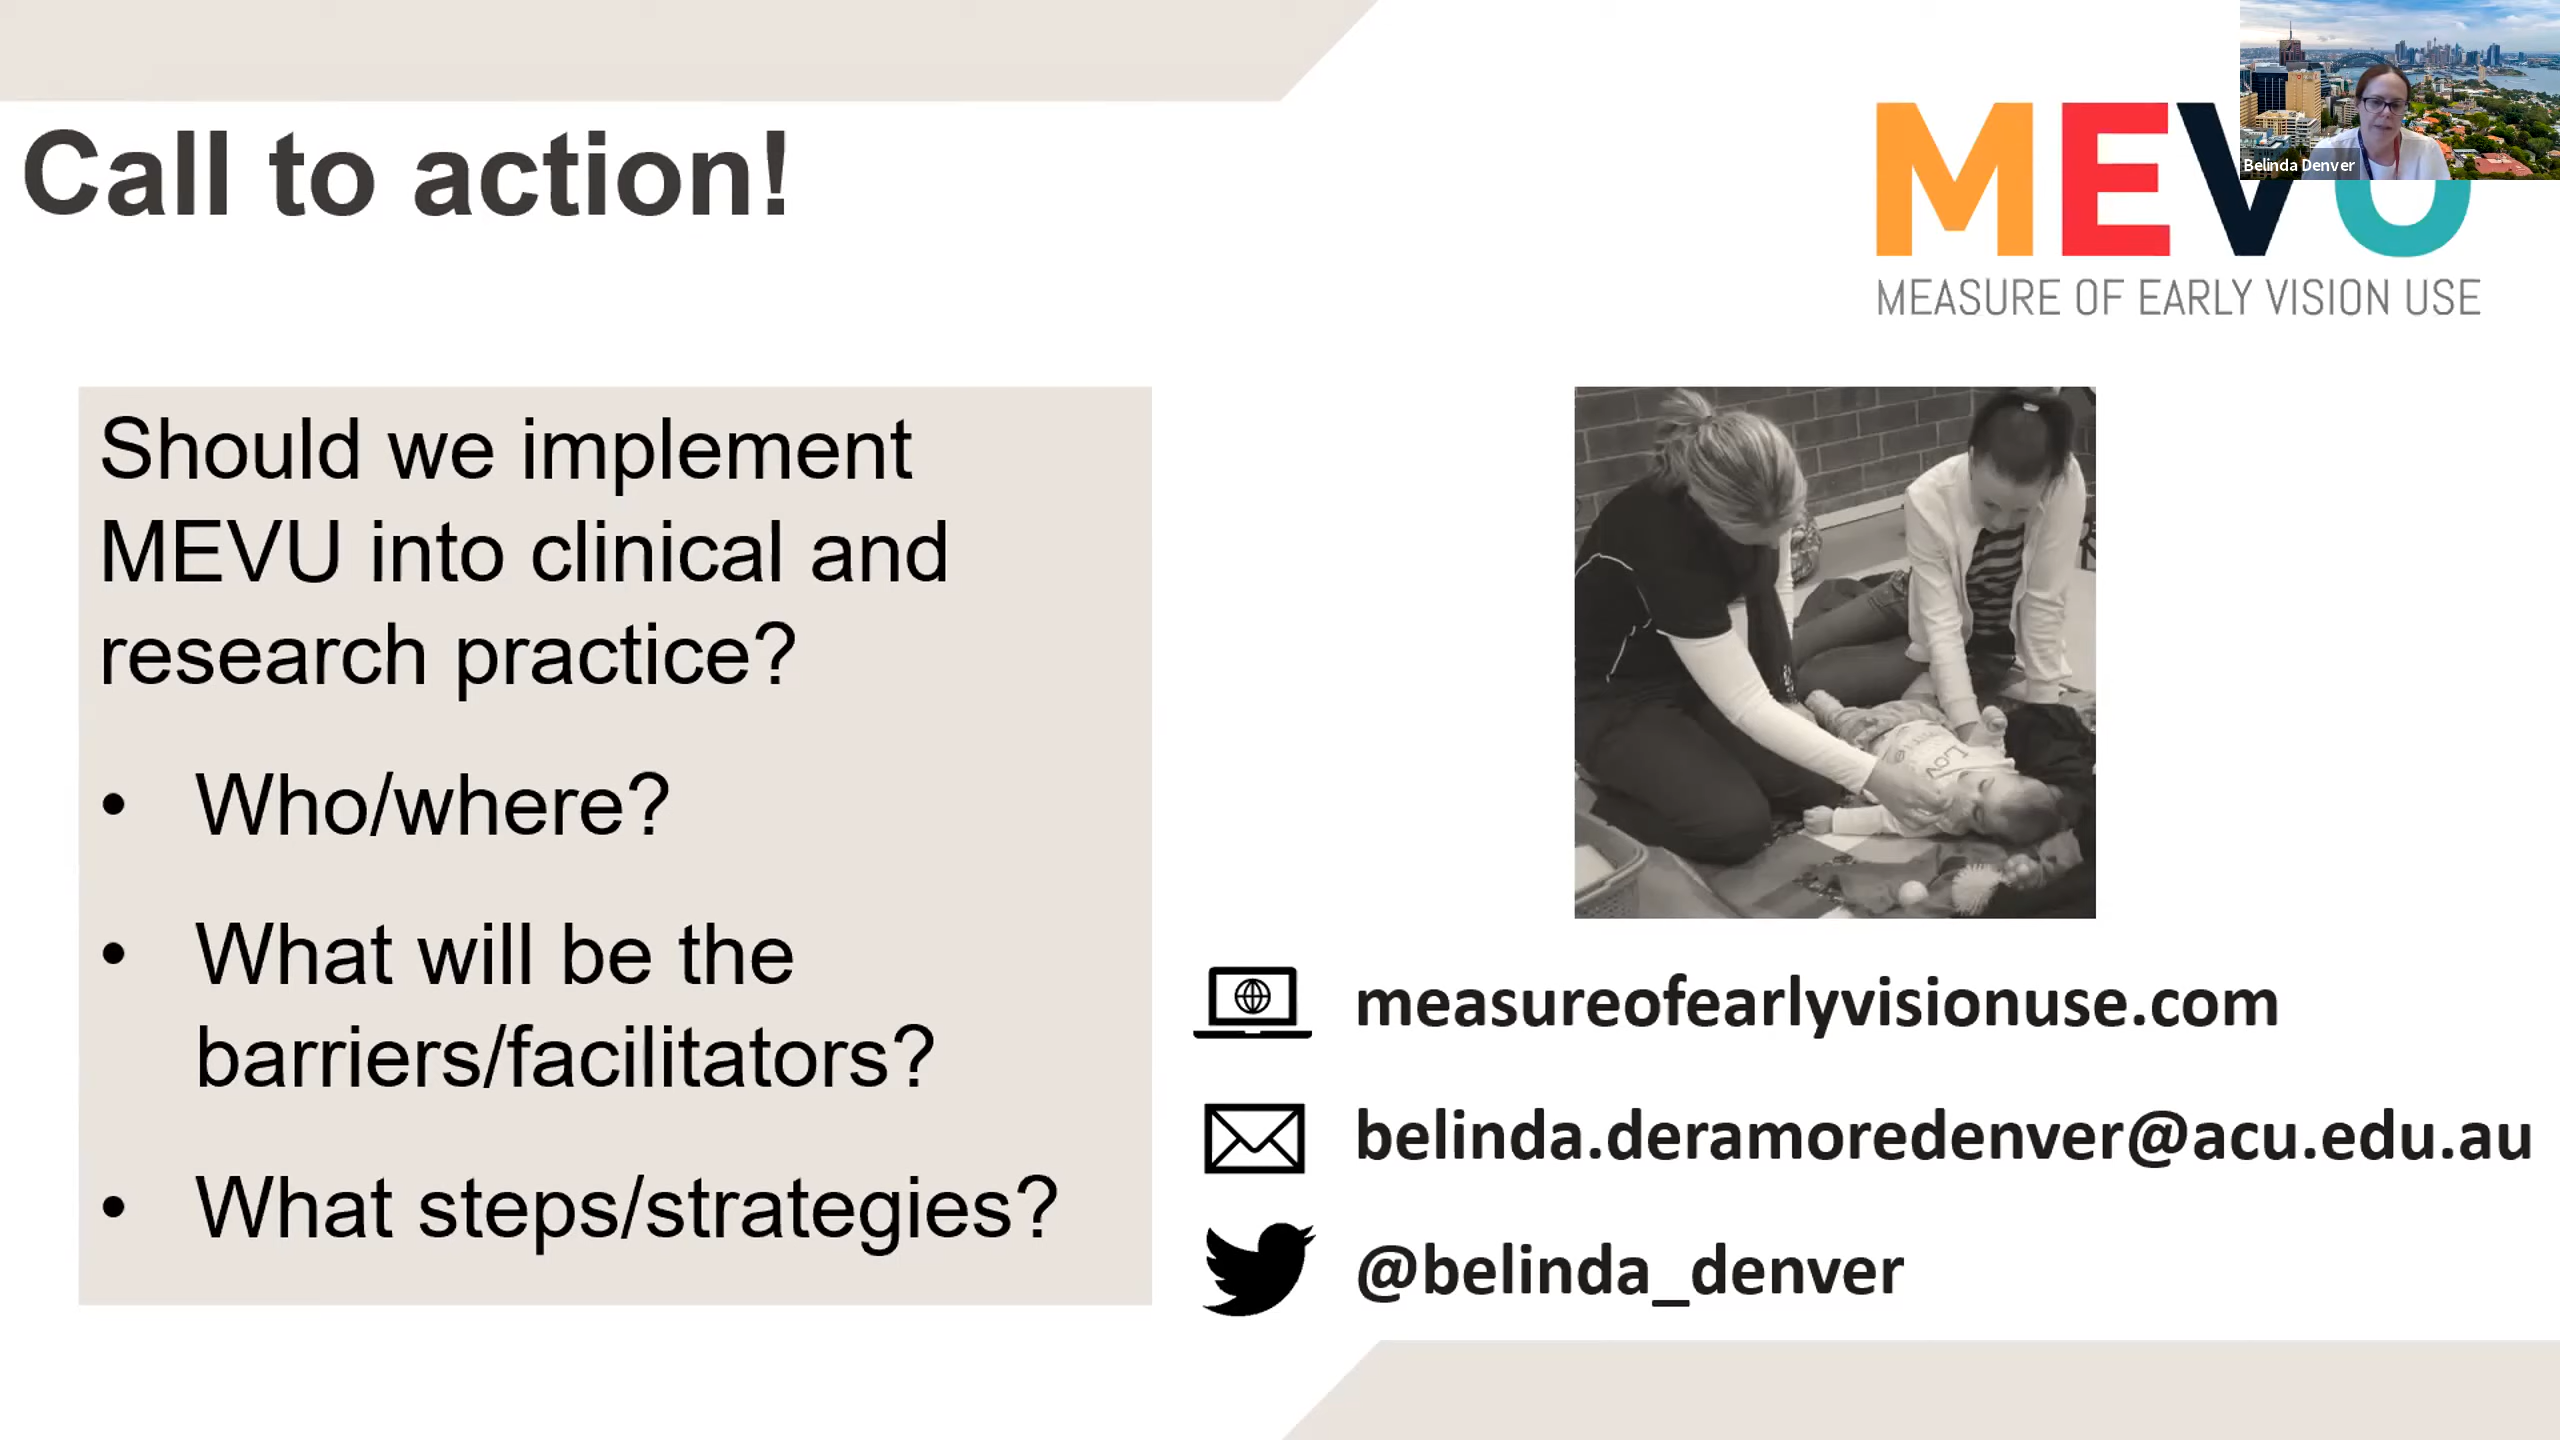 Call to action!
MEVU
MEASURE OF EARLY VISION USE
Belinda Denver
Should we implement
MEVU into clinical and
research practice?
• Who/where?
• What will be the
barriers/facilitators?
• What steps/strategies?
measureofearlyvisionuse.com
belinda.deramoredenver@acu.edu.au
@belinda_denver